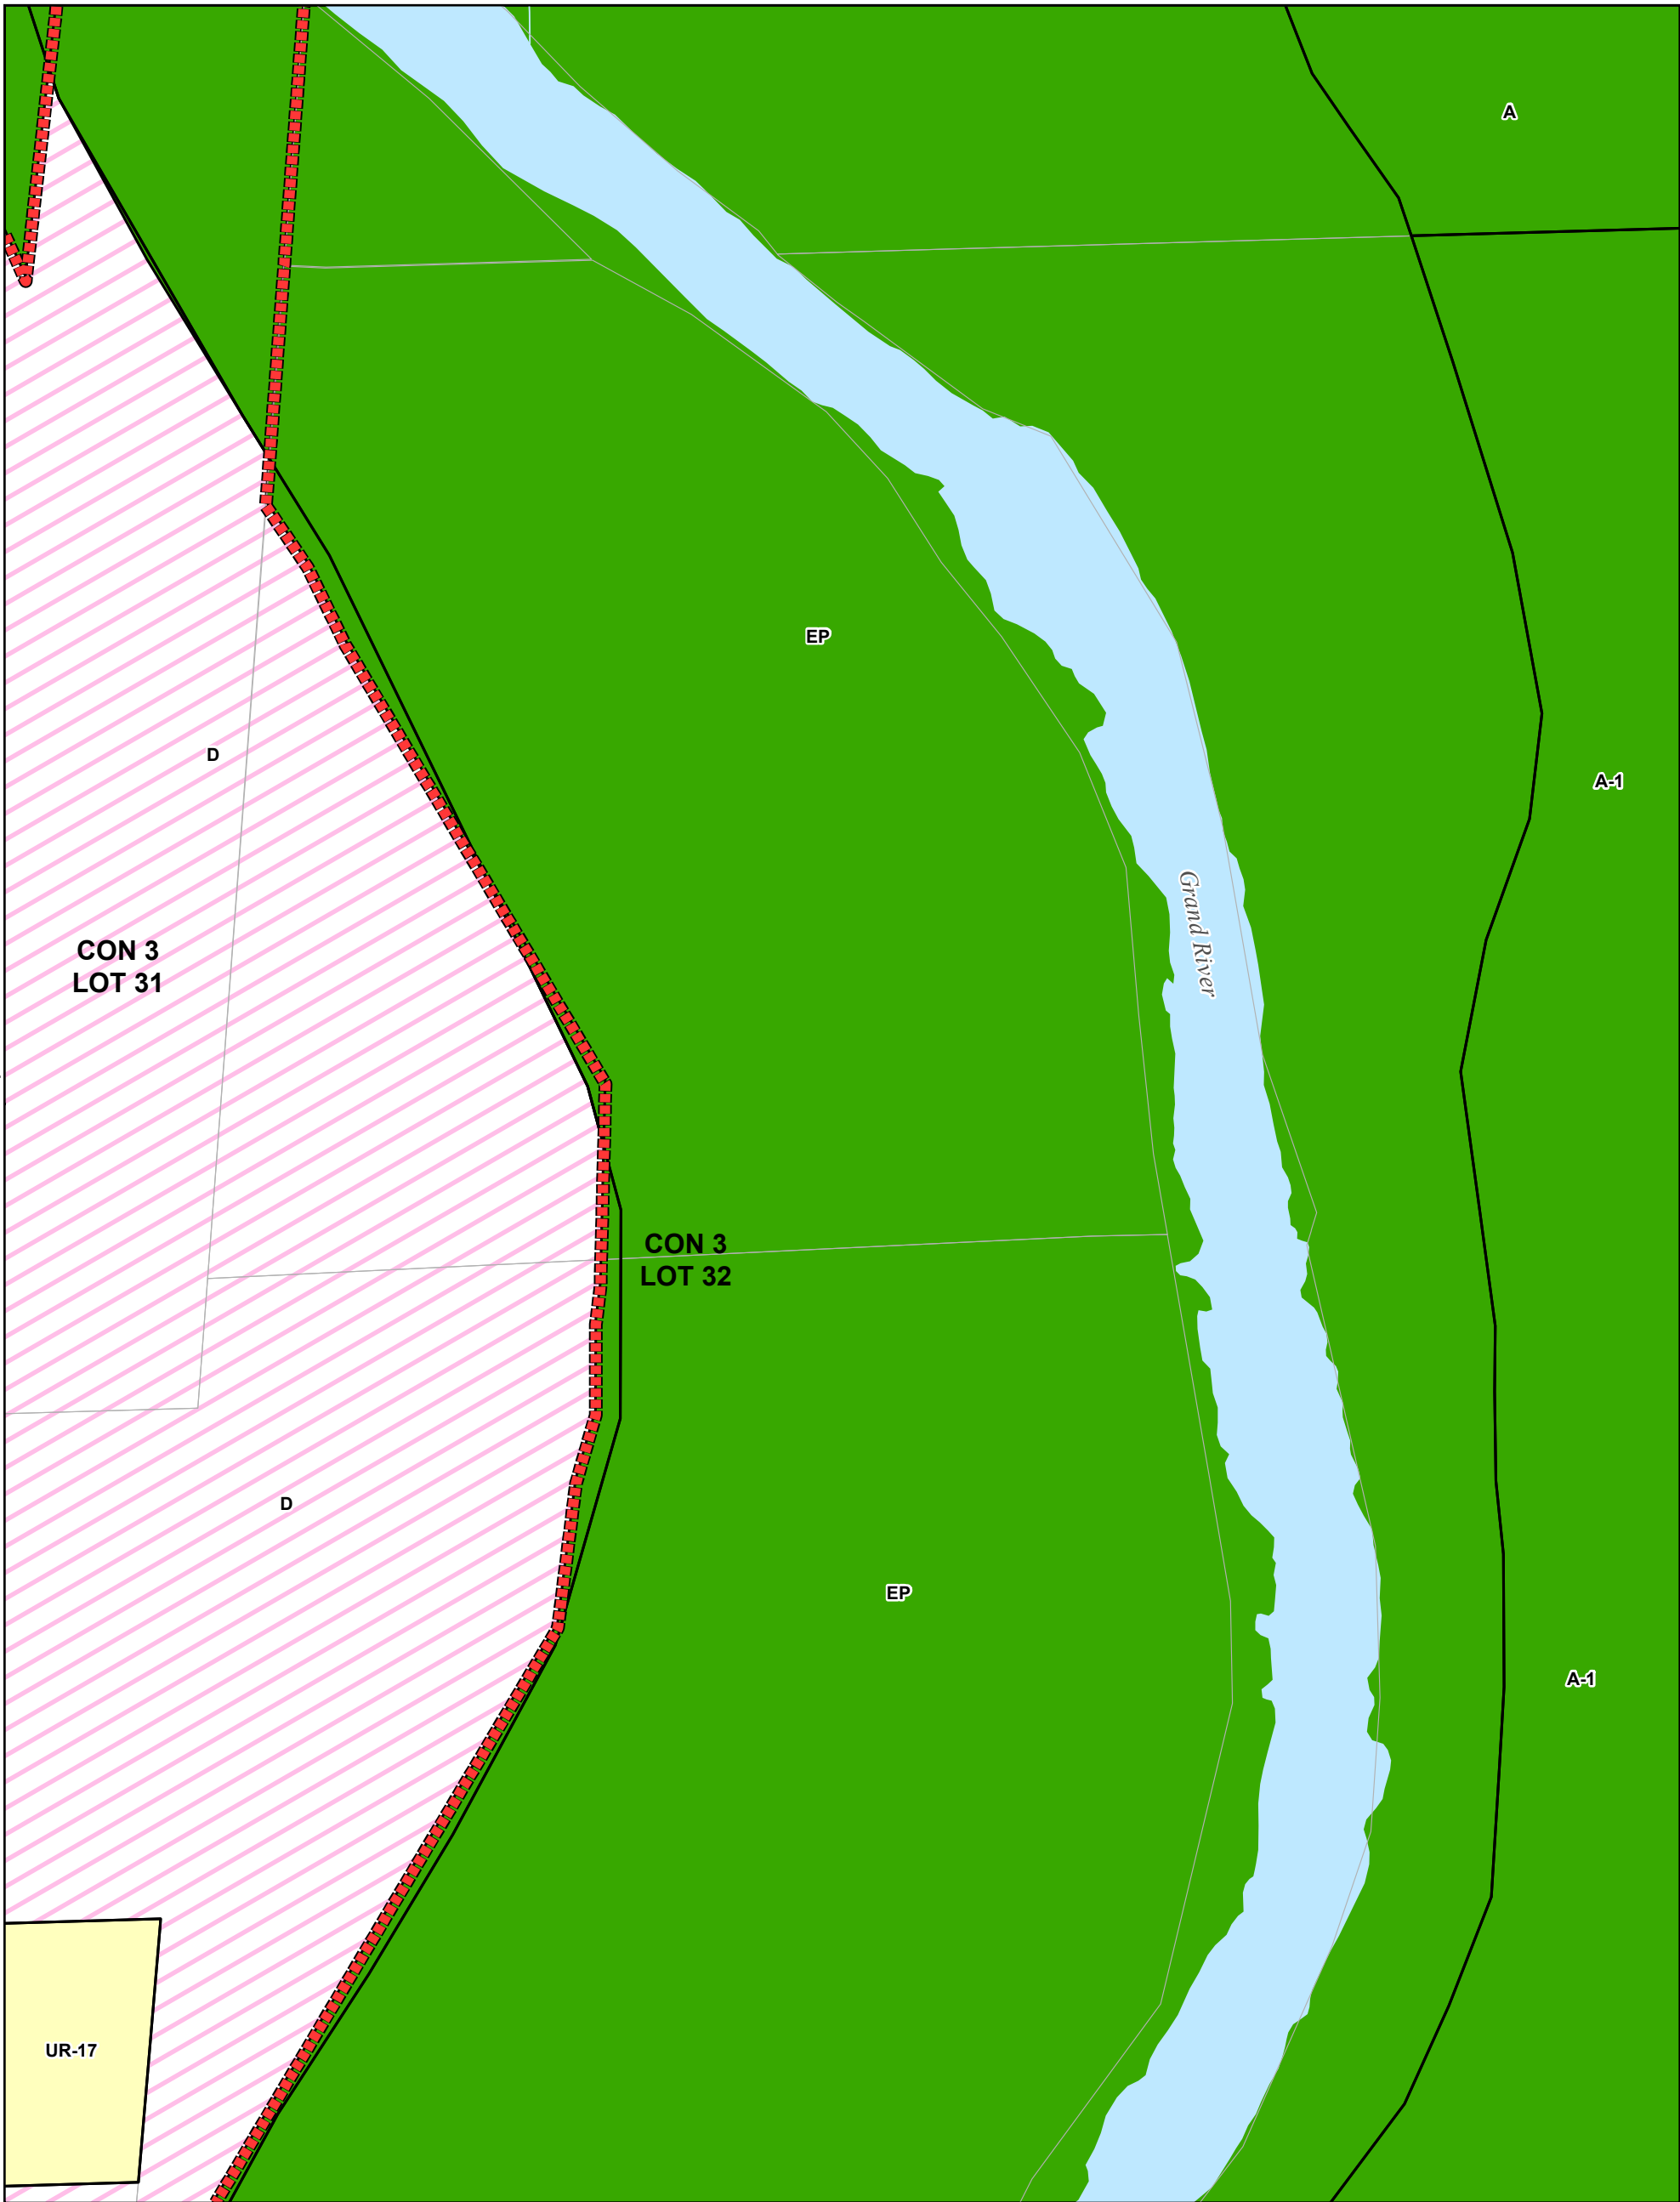 A
EP
D
A-1
Grand River
CON 3
LOT 31
CON 3
LOT 32
D
EP
A-1
UR-17